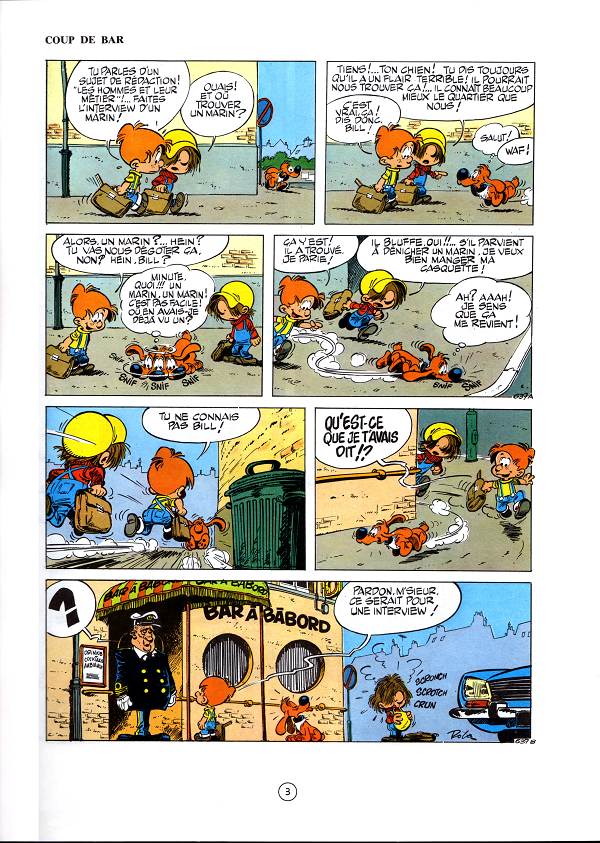 COUP DE BAR
TU PARLES D'UN
SUJET DE RÉDACTION!
"LES HOMMES ET LEUR
MÉTIER"!... FAITES
L'INTERVIEW D'UN
MARIN!
OUAIS!
ET OÙ
TROUVER
UN MARIN?
TIENS!...TON CHIEN! TU DIS TOUJOURS
QU'IL A UN FLAIR TERRIBLE! IL POURRAIT
NOUS TROUVER ÇA!... IL CONNAÎT BEAUCOUP
MIEUX LE QUARTIER QUE
NOUS!
C'EST
VRAI, ÇA!
DIS DONC,
BILL!
SALUT!
WAF!
ALORS, UN MARIN?... HEIN?
TU VAS NOUS DÉGOTER ÇA,
NON? HEIN, BILL?
MINUTE,
QUOI!!! UN
MARIN, UN MARIN!
C'EST PAS FACILE!
OÙ EN AVAIS-JE
DÉJÀ VU UN?
SNIF
SNIF
SNIF
ÇA Y EST!
IL A TROUVÉ,
JE PARIE!
IL BLUFFE, OUI!!... S'IL PARVIENT
À DÉNICHER UN MARIN, JE VEUX
BIEN MANGER MA
CASQUETTE!
AH? AAAH!
JE SENS
QUE ÇA
ME REVIENT!
SNIF
SNIF
637A
TU NE CONNAIS
PAS BILL!
QU'EST-CE
QUE JE T'AVAIS
DIT!?
?
BAR À BÂBORD
BAR À BÂBORD
BAR À BÂBORD
PARDON, M'SIEUR,
CE SERAIT POUR
UNE INTERVIEW!
SCRONCH
SCROTCH
CRUN
Roba
637B
3